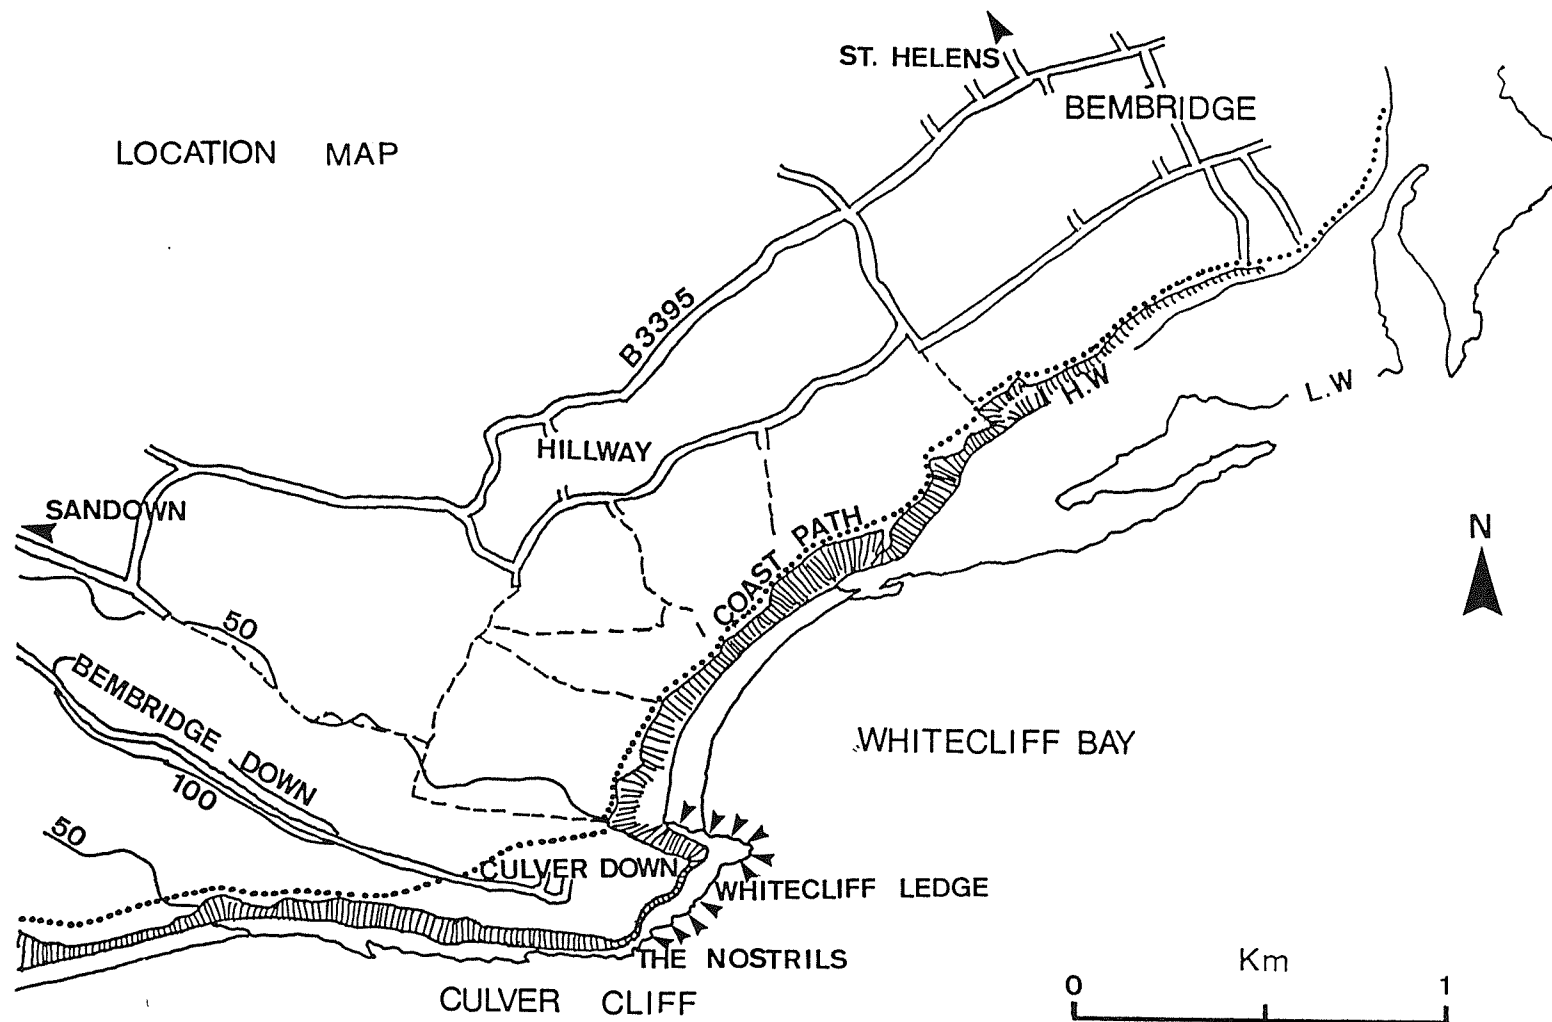 ST. HELENS
BEMBRIDGE
LOCATION MAP
B3395
H.W
L.W
HILLWAY
SANDOWN
COAST PATH
N
50
BEMBRIDGE DOWN
WHITECLIFF BAY
100
50
CULVER DOWN
WHITECLIFF LEDGE
THE NOSTRILS
Km
0 1
CULVER CLIFF